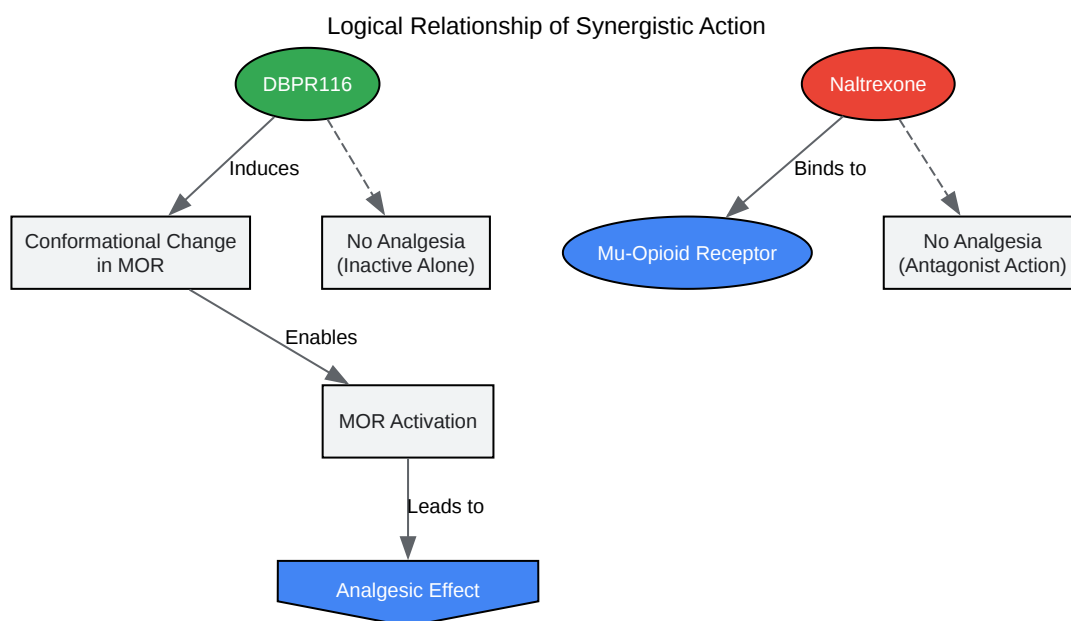 Logical Relationship of Synergistic Action
DBPR116
Naltrexone
Induces
Binds to
Conformational Change
in MOR
No Analgesia
(Inactive Alone)
Mu-Opioid Receptor
No Analgesia
(Antagonist Action)
Enables
MOR Activation
Leads to
Analgesic Effect